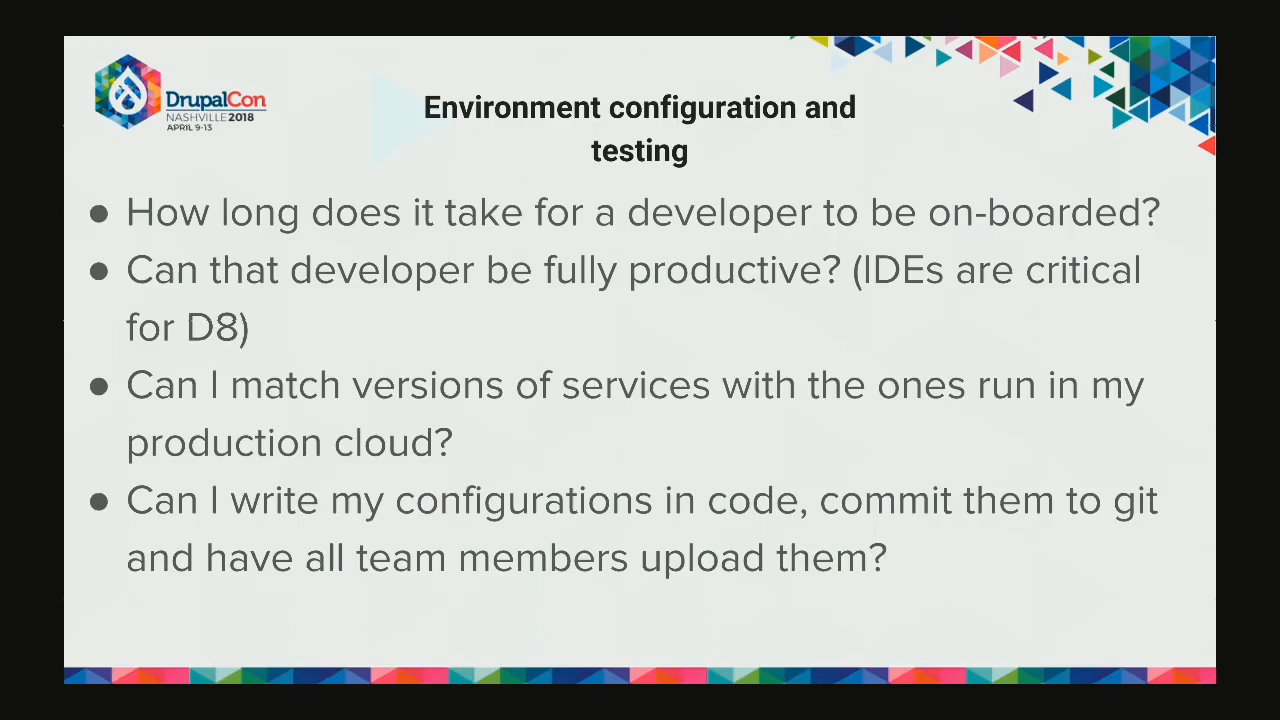 DrupalCon
NASHVILLE 2018
APRIL 9-13
Environment configuration and
testing
● How long does it take for a developer to be on-boarded?
● Can that developer be fully productive? (IDEs are critical
for D8)
● Can I match versions of services with the ones run in my
production cloud?
● Can I write my configurations in code, commit them to git
and have all team members upload them?